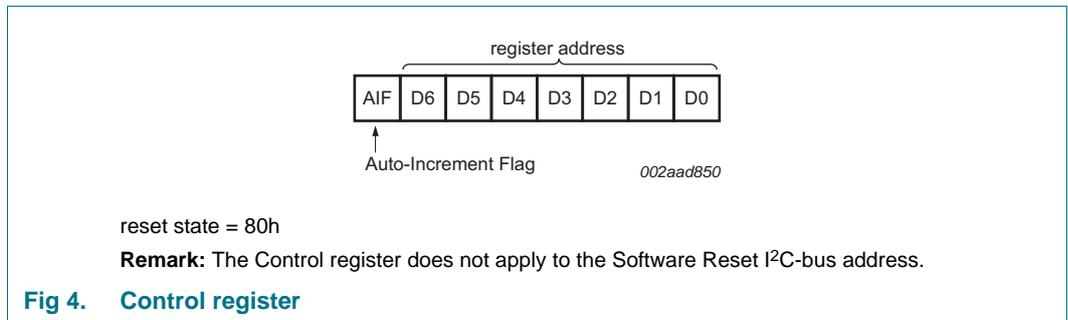 register address
AIF D6 D5 D4 D3 D2 D1 D0
Auto-Increment Flag
002aad850
reset state = 80h
Remark: The Control register does not apply to the Software Reset I²C-bus address.
Fig 4. Control register